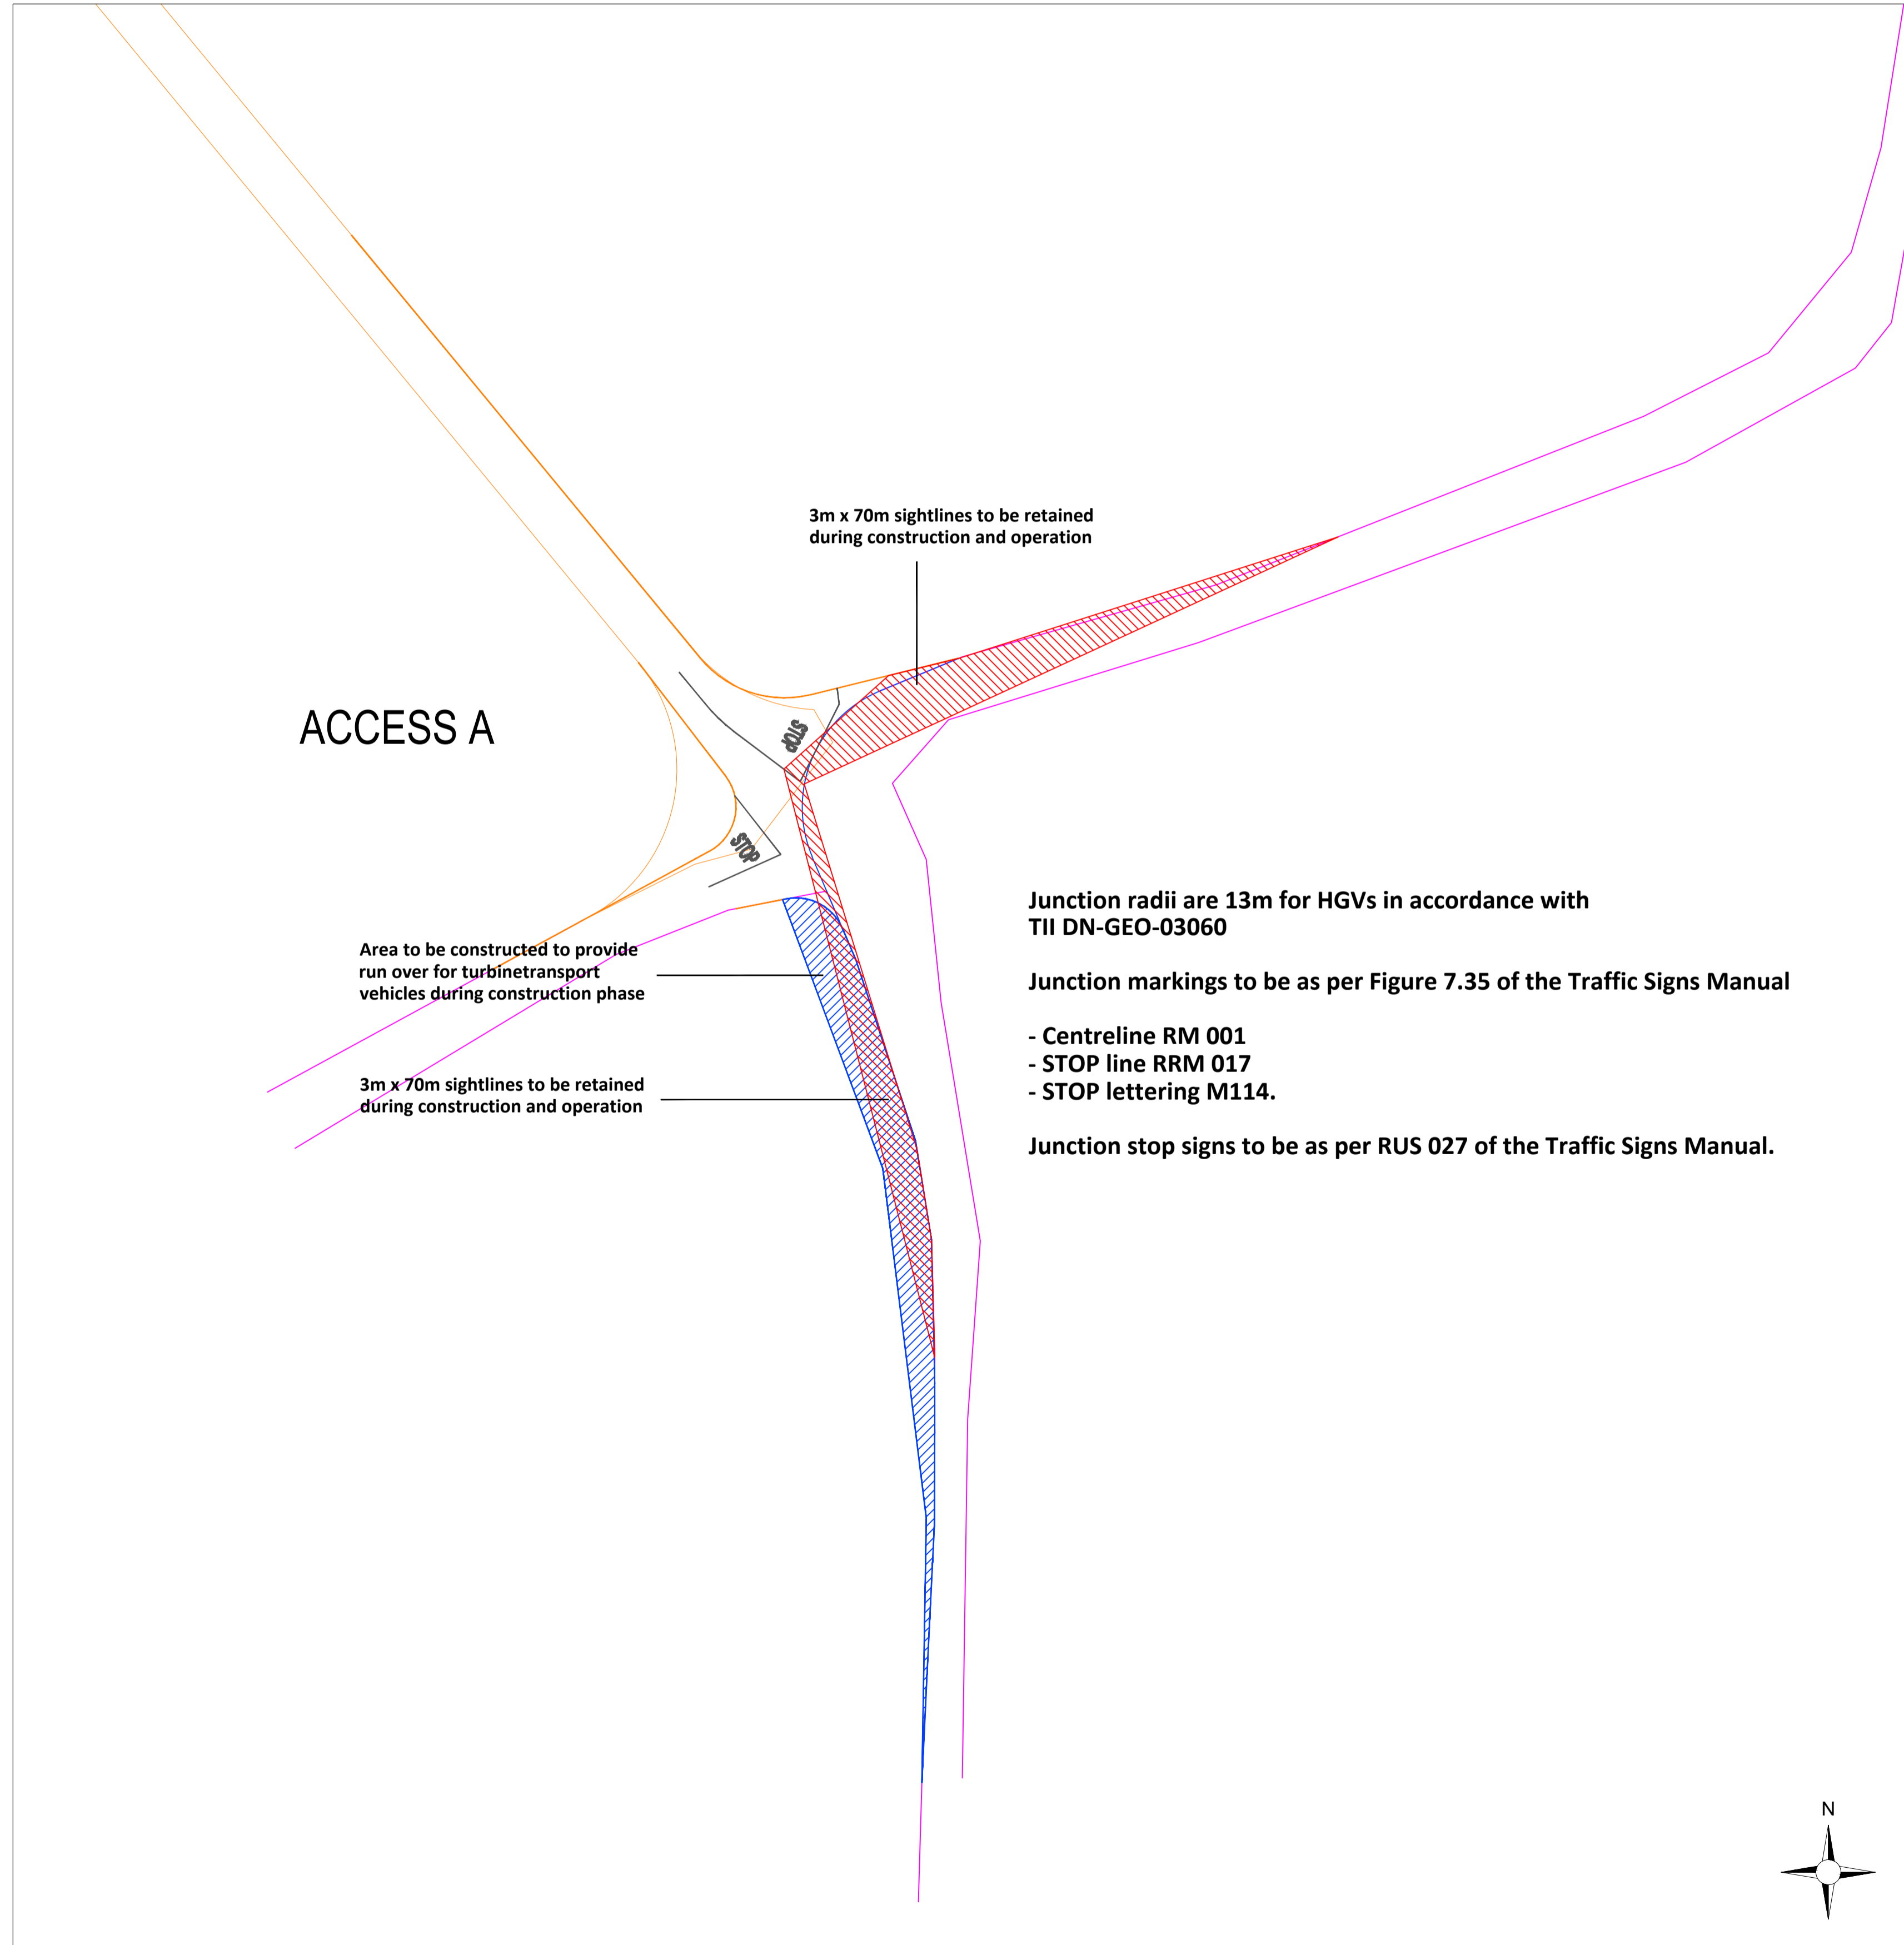 3m x 70m sightlines to be retained
during construction and operation
STOP
ACCESS A
STOP
Junction radii are 13m for HGVs in accordance with
TII DN-GEO-03060
Area to be constructed to provide
run over for turbinetransport
vehicles during construction phase
Junction markings to be as per Figure 7.35 of the Traffic Signs Manual
- Centreline RM 001
- STOP line RRM 017
- STOP lettering M114.
3m x 70m sightlines to be retained
during construction and operation
Junction stop signs to be as per RUS 027 of the Traffic Signs Manual.
N